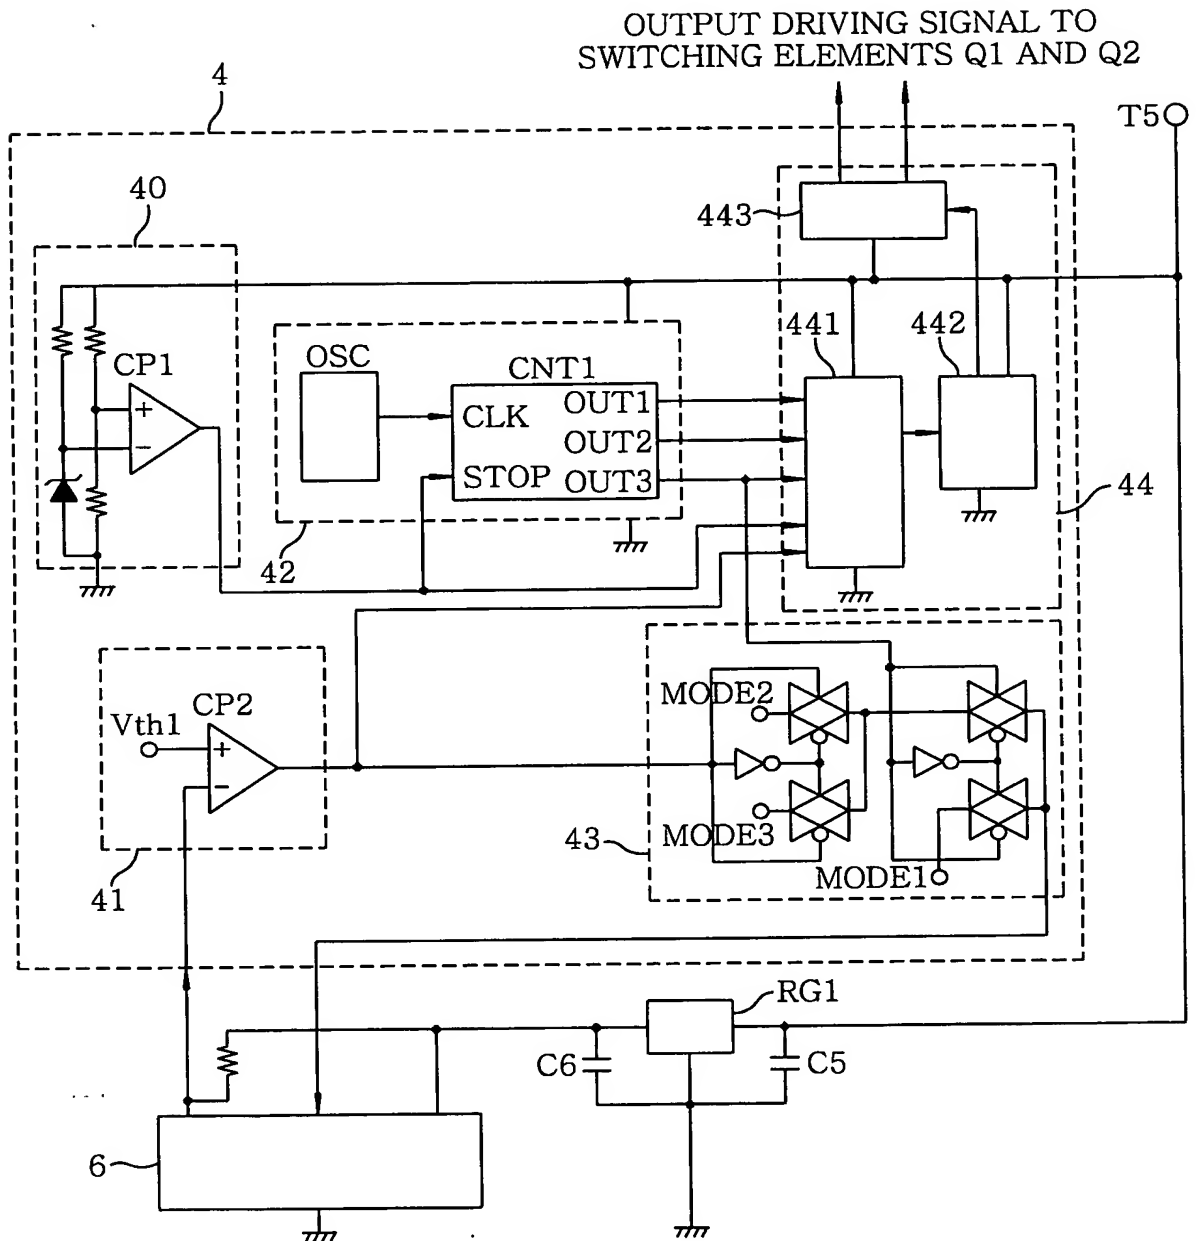 OUTPUT DRIVING SIGNAL TO
SWITCHING ELEMENTS Q1 AND Q2
4
T5
40
443
CP1
+
−
OSC
CNT1
CLK
STOP
OUT1
OUT2
OUT3
441
442
42
44
41
Vth1
CP2
+
−
43
MODE2
MODE3
MODE1
RG1
C6
C5
6